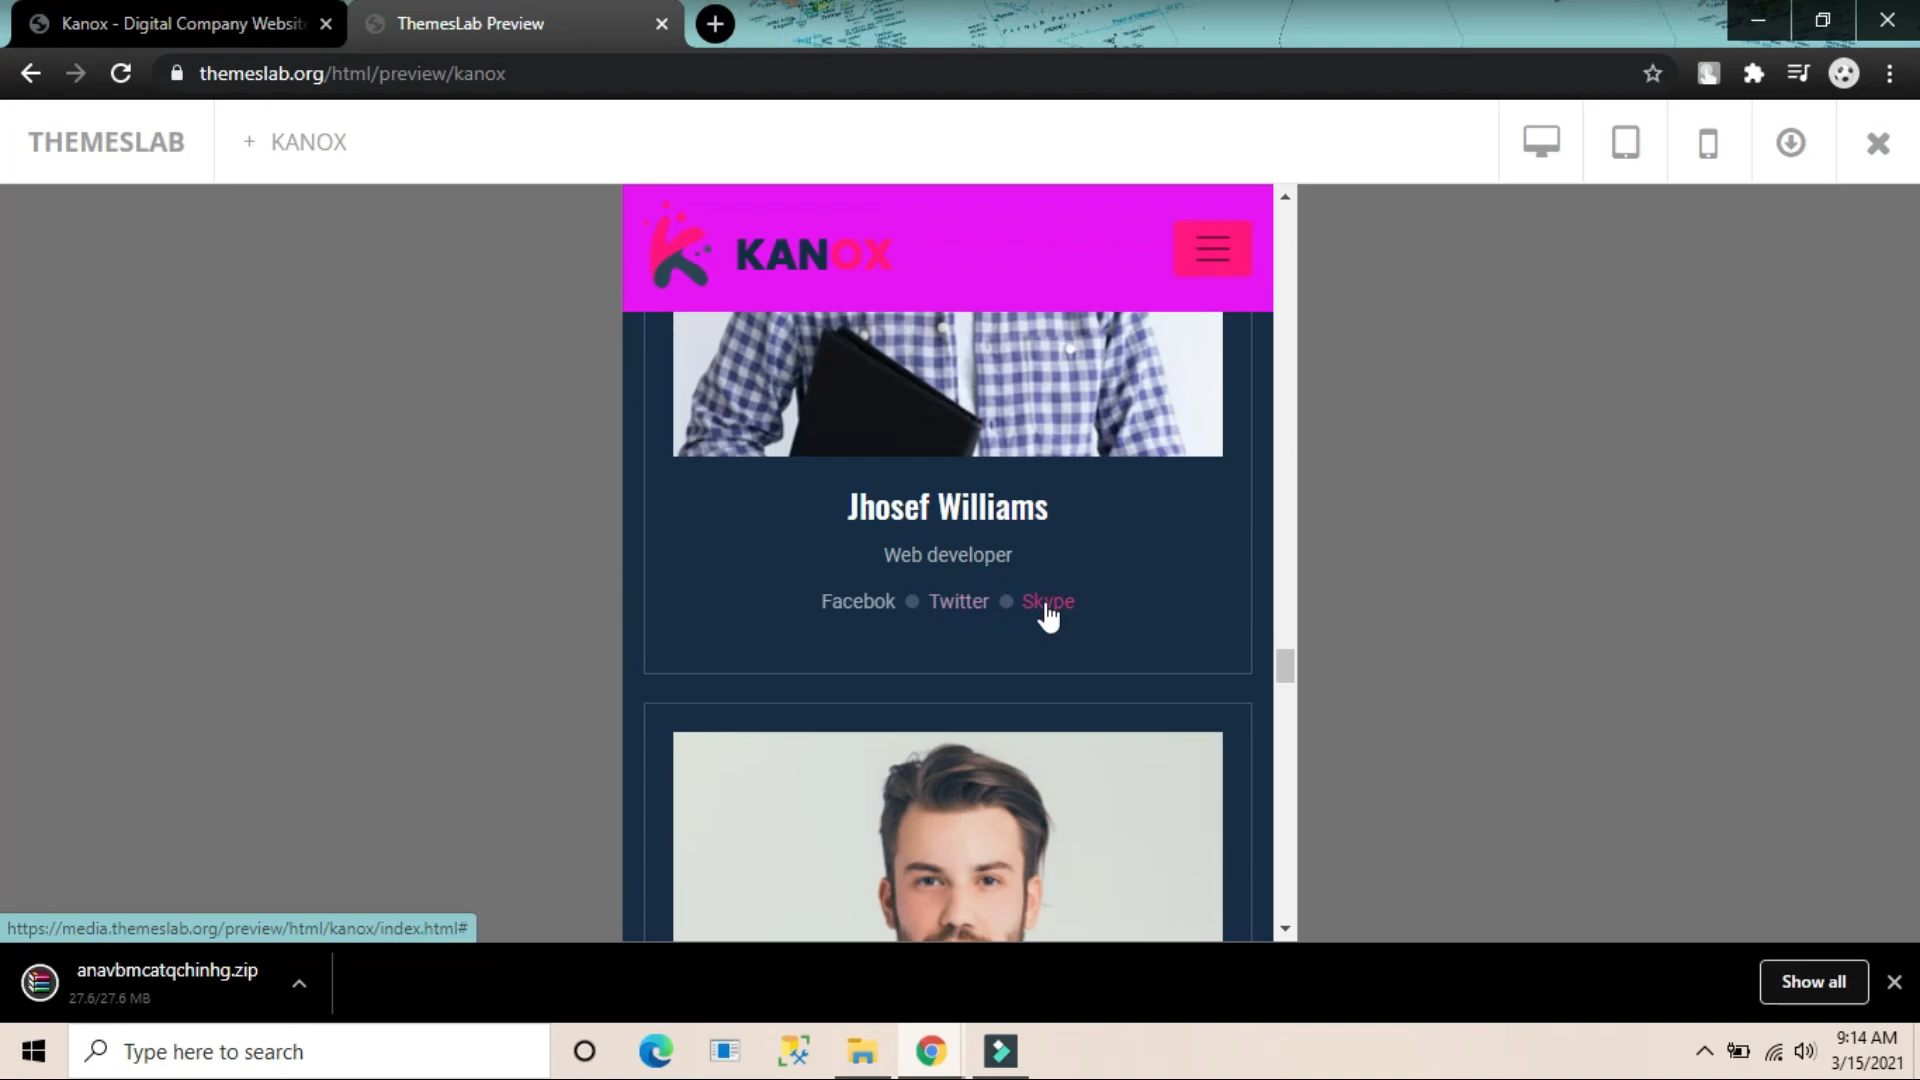 Kanox - Digital Company Websit
ThemesLab Preview
themeslab.org/html/preview/kanox
THEMESLAB
+ KANOX
KANOX
Jhosef Williams
Web developer
Facebok Twitter Skype
https://media.themeslab.org/preview/html/kanox/index.html#
anavbmcatqchinhg.zip
27.6/27.6 MB
Show all
Type here to search
9:14 AM
3/15/2021